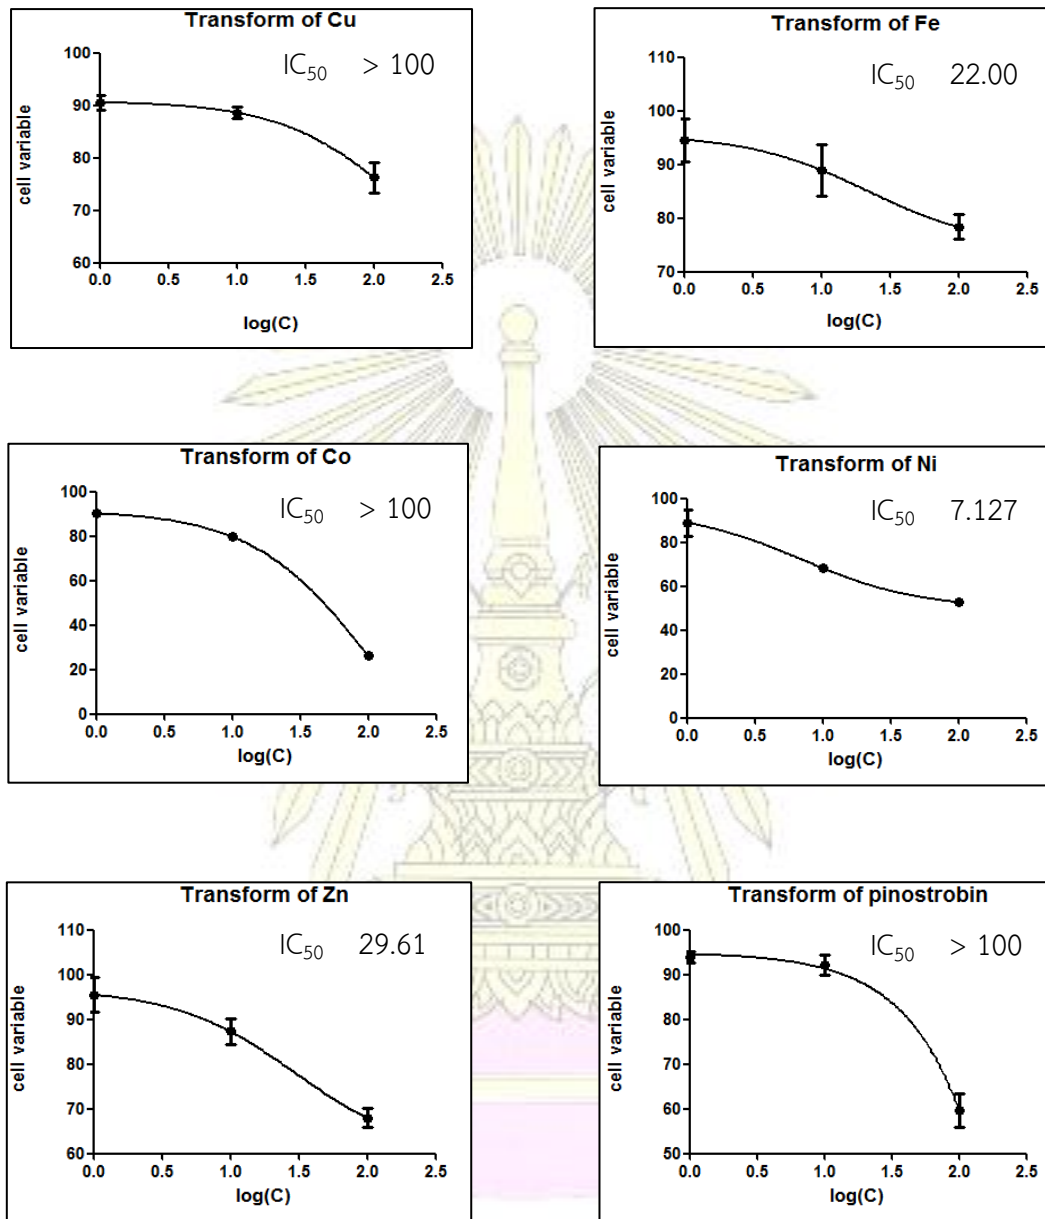 Transform of Cu
IC₅₀ > 100
cell variable
100
90
80
70
60
0.0 0.5 1.0 1.5 2.0 2.5
log(C)
Transform of Fe
IC₅₀ 22.00
cell variable
110
100
90
80
70
0.0 0.5 1.0 1.5 2.0 2.5
log(C)
Transform of Co
IC₅₀ > 100
cell variable
100
80
60
40
20
0
0.0 0.5 1.0 1.5 2.0 2.5
log(C)
Transform of Ni
IC₅₀ 7.127
cell variable
100
80
60
40
20
0
0.0 0.5 1.0 1.5 2.0 2.5
log(C)
Transform of Zn
IC₅₀ 29.61
cell variable
110
100
90
80
70
60
0.0 0.5 1.0 1.5 2.0 2.5
log(C)
Transform of pinostrobin
IC₅₀ > 100
cell variable
100
90
80
70
60
50
0.0 0.5 1.0 1.5 2.0 2.5
log(C)